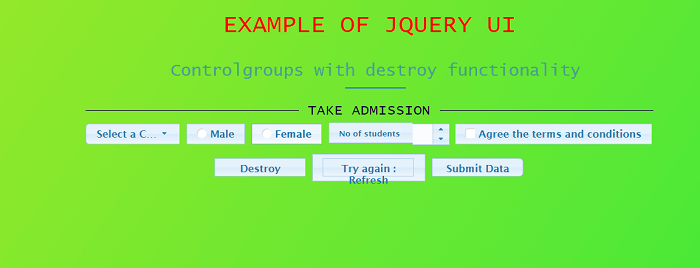 EXAMPLE OF JQUERY UI
Controlgroups with destroy functionality
TAKE ADMISSION
Select a C... Male Female No of students Agree the terms and conditions
Destroy Try again : Submit Data
Refresh